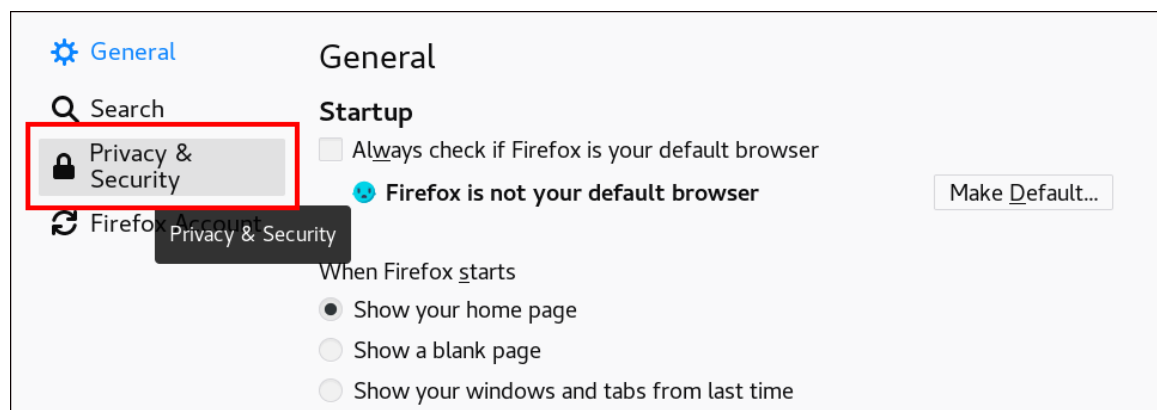 General
Search
Privacy &
Security
Firefox Account
Privacy & Security
General
Startup
Always check if Firefox is your default browser
Firefox is not your default browser
Make Default...
When Firefox starts
Show your home page
Show a blank page
Show your windows and tabs from last time